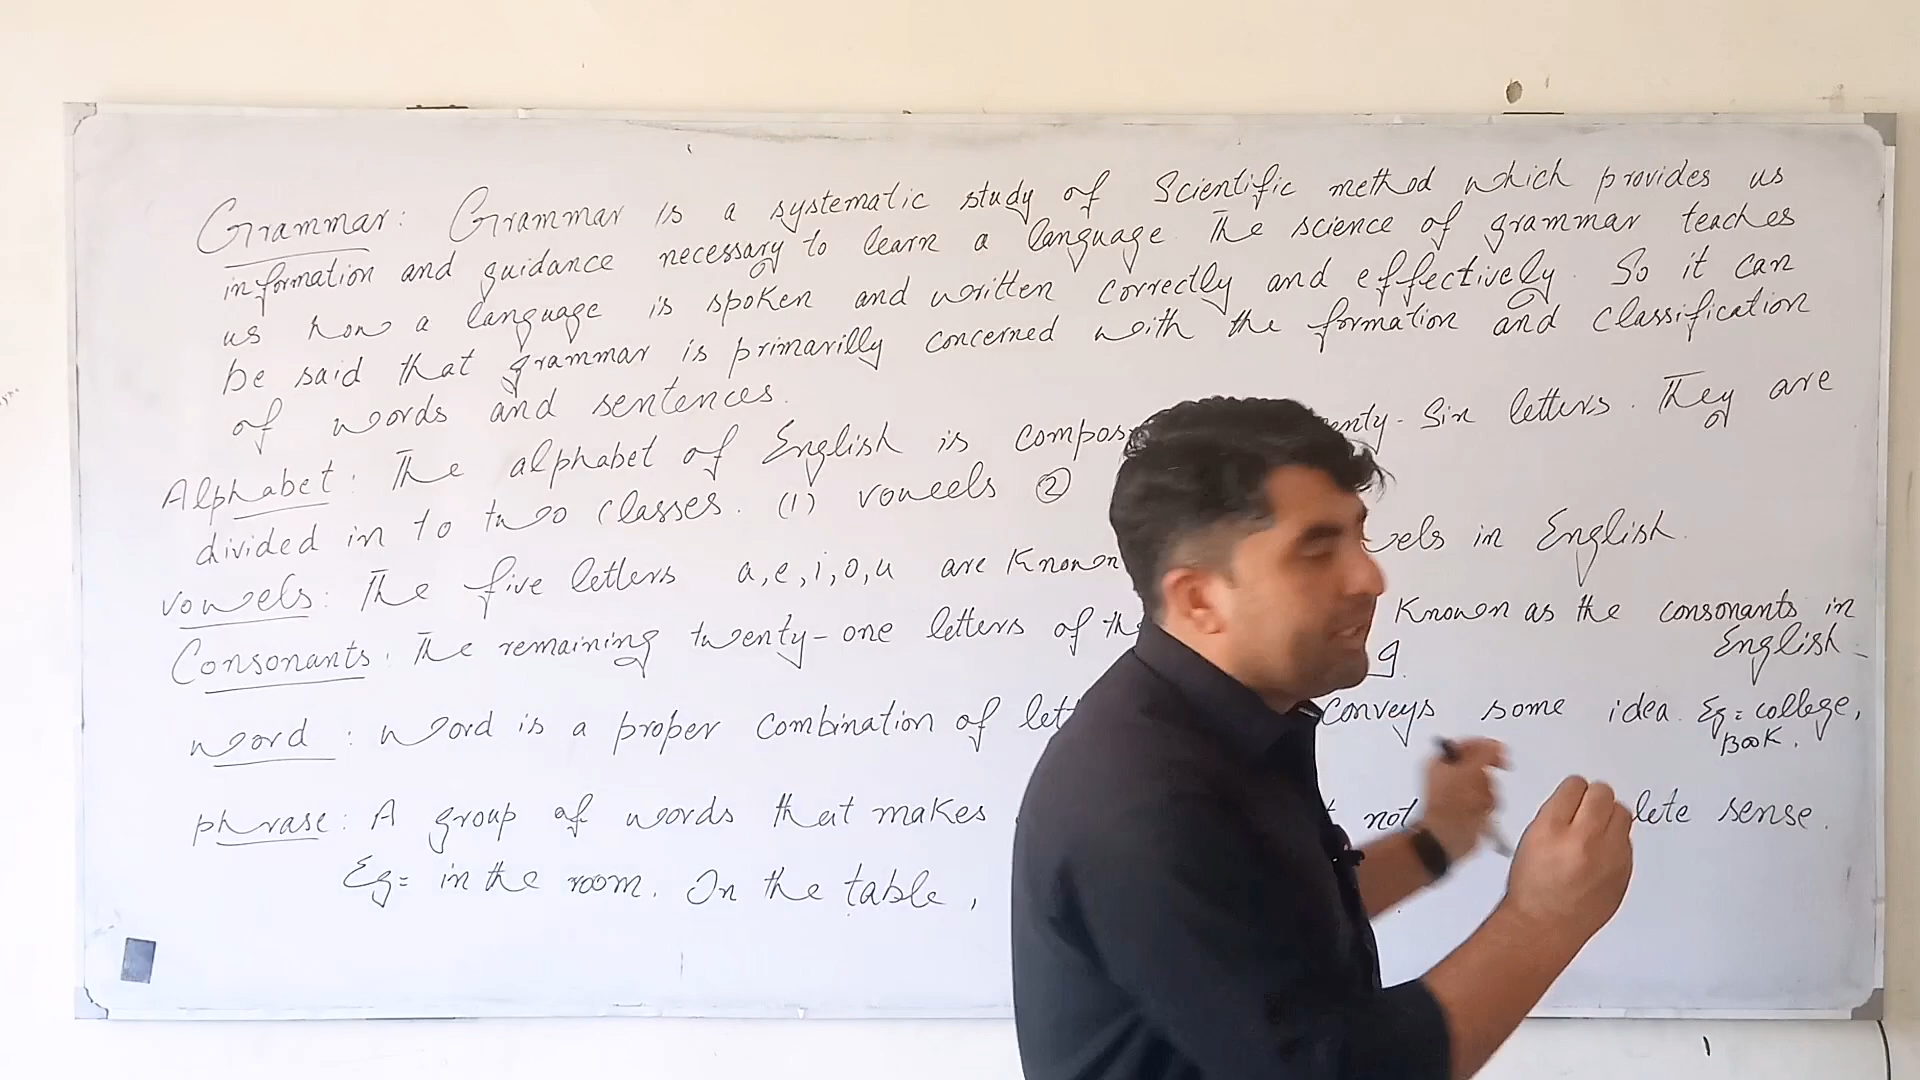 Grammar: Grammar is a systematic study of Scientific method which provides us
information and guidance necessary to learn a language. The science of grammar teaches
us how a language is spoken and written correctly and effectively. So it can
be said that grammar is primarilly concerned with the formation and classification
of words and sentences.
Alphabet: The alphabet of English is Six letters. They are
divided in to two classes. (1) vowels ②
vowels: The five letters a, e, i, o, u are Known in English.
Consonants: The remaining twenty-one letters of Known as the consonants in
English
word: word is a proper combination of conveys some idea. Eg= college,
Book.
phrase: A group of words that makes not sense.
Eg= in the room. On the table,